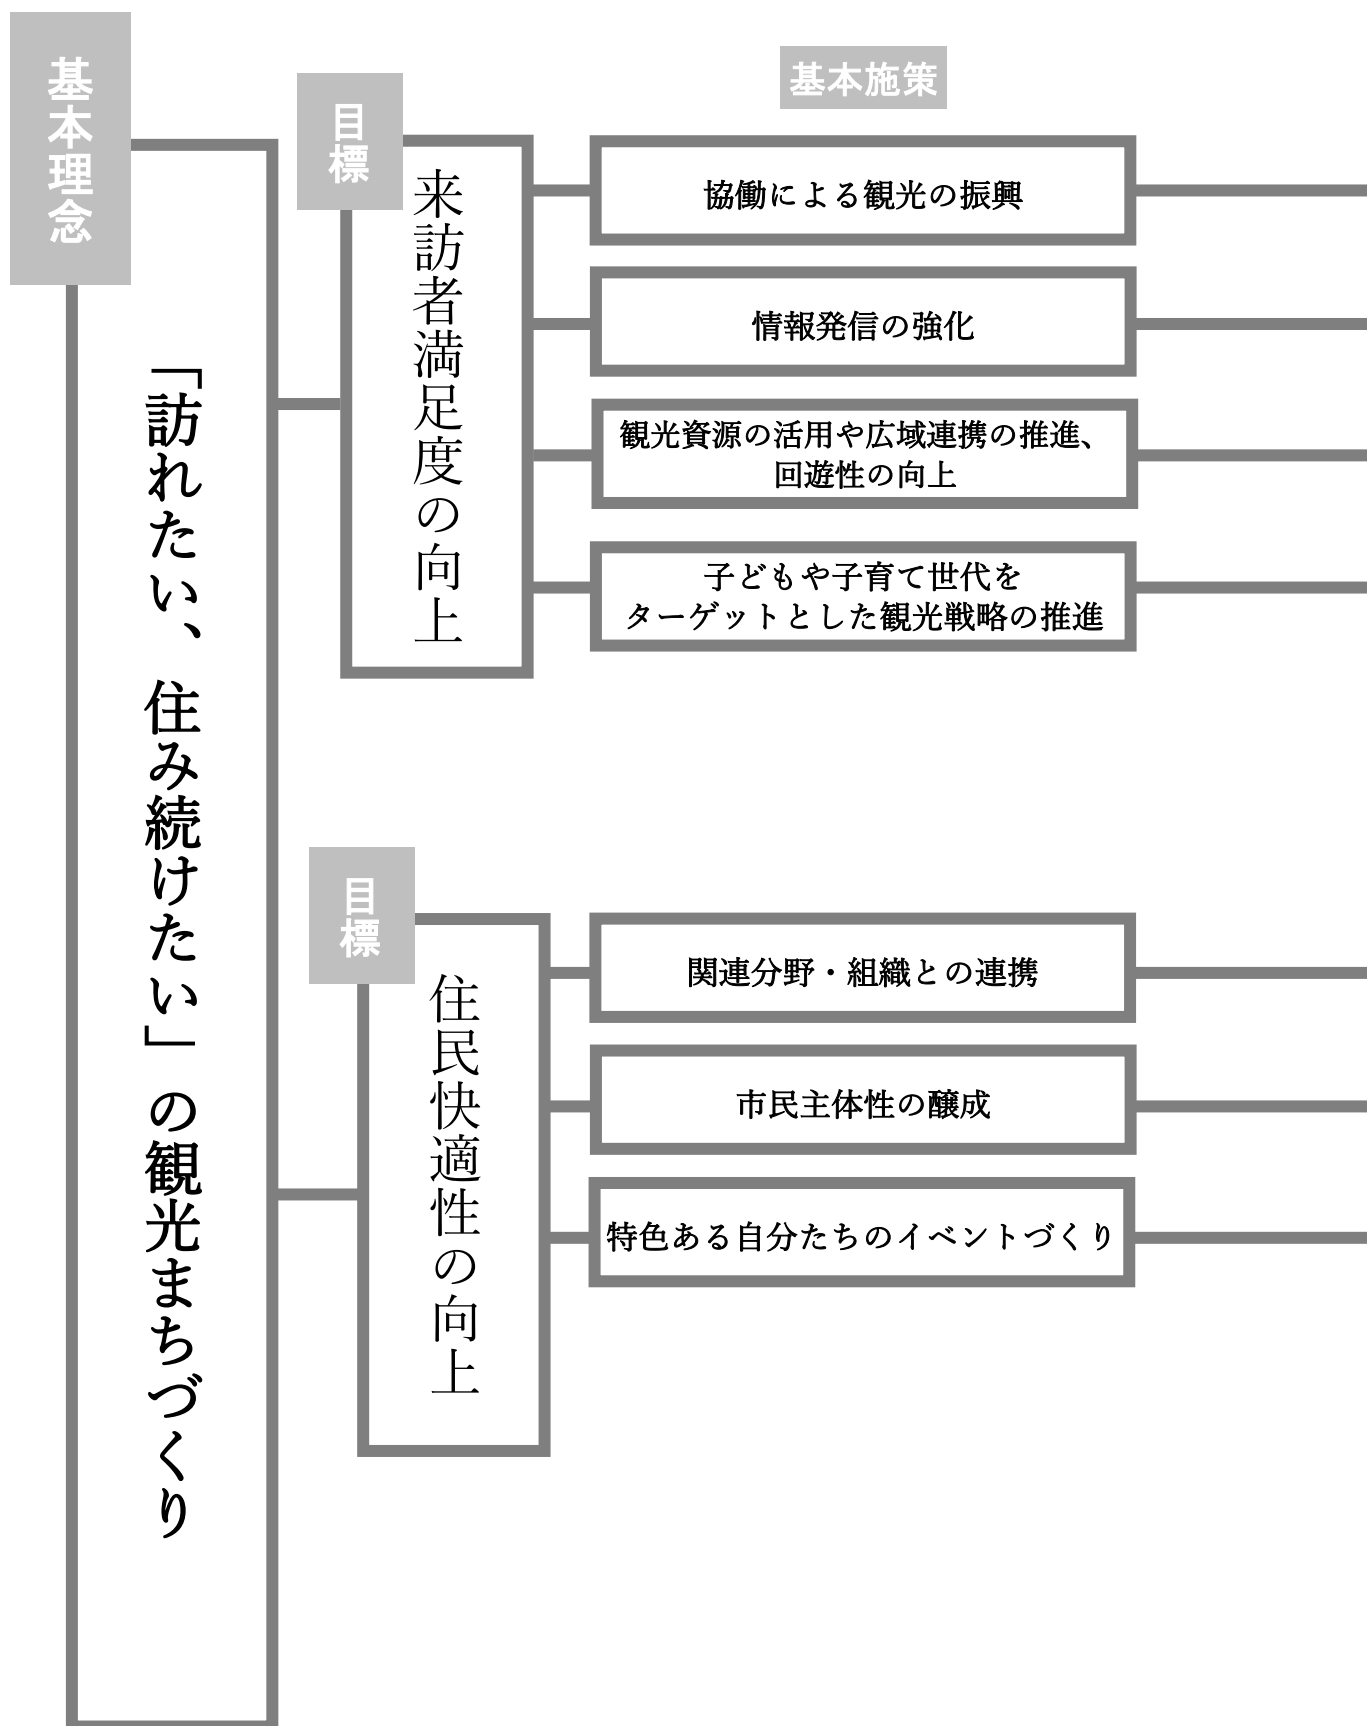 基本理念
「訪れたい、住み続けたい」の観光まちづくり
目標
来訪者満足度の向上
基本施策
協働による観光の振興
情報発信の強化
観光資源の活用や広域連携の推進、
回遊性の向上
子どもや子育て世代を
ターゲットとした観光戦略の推進
目標
住民快適性の向上
関連分野・組織との連携
市民主体性の醸成
特色ある自分たちのイベントづくり